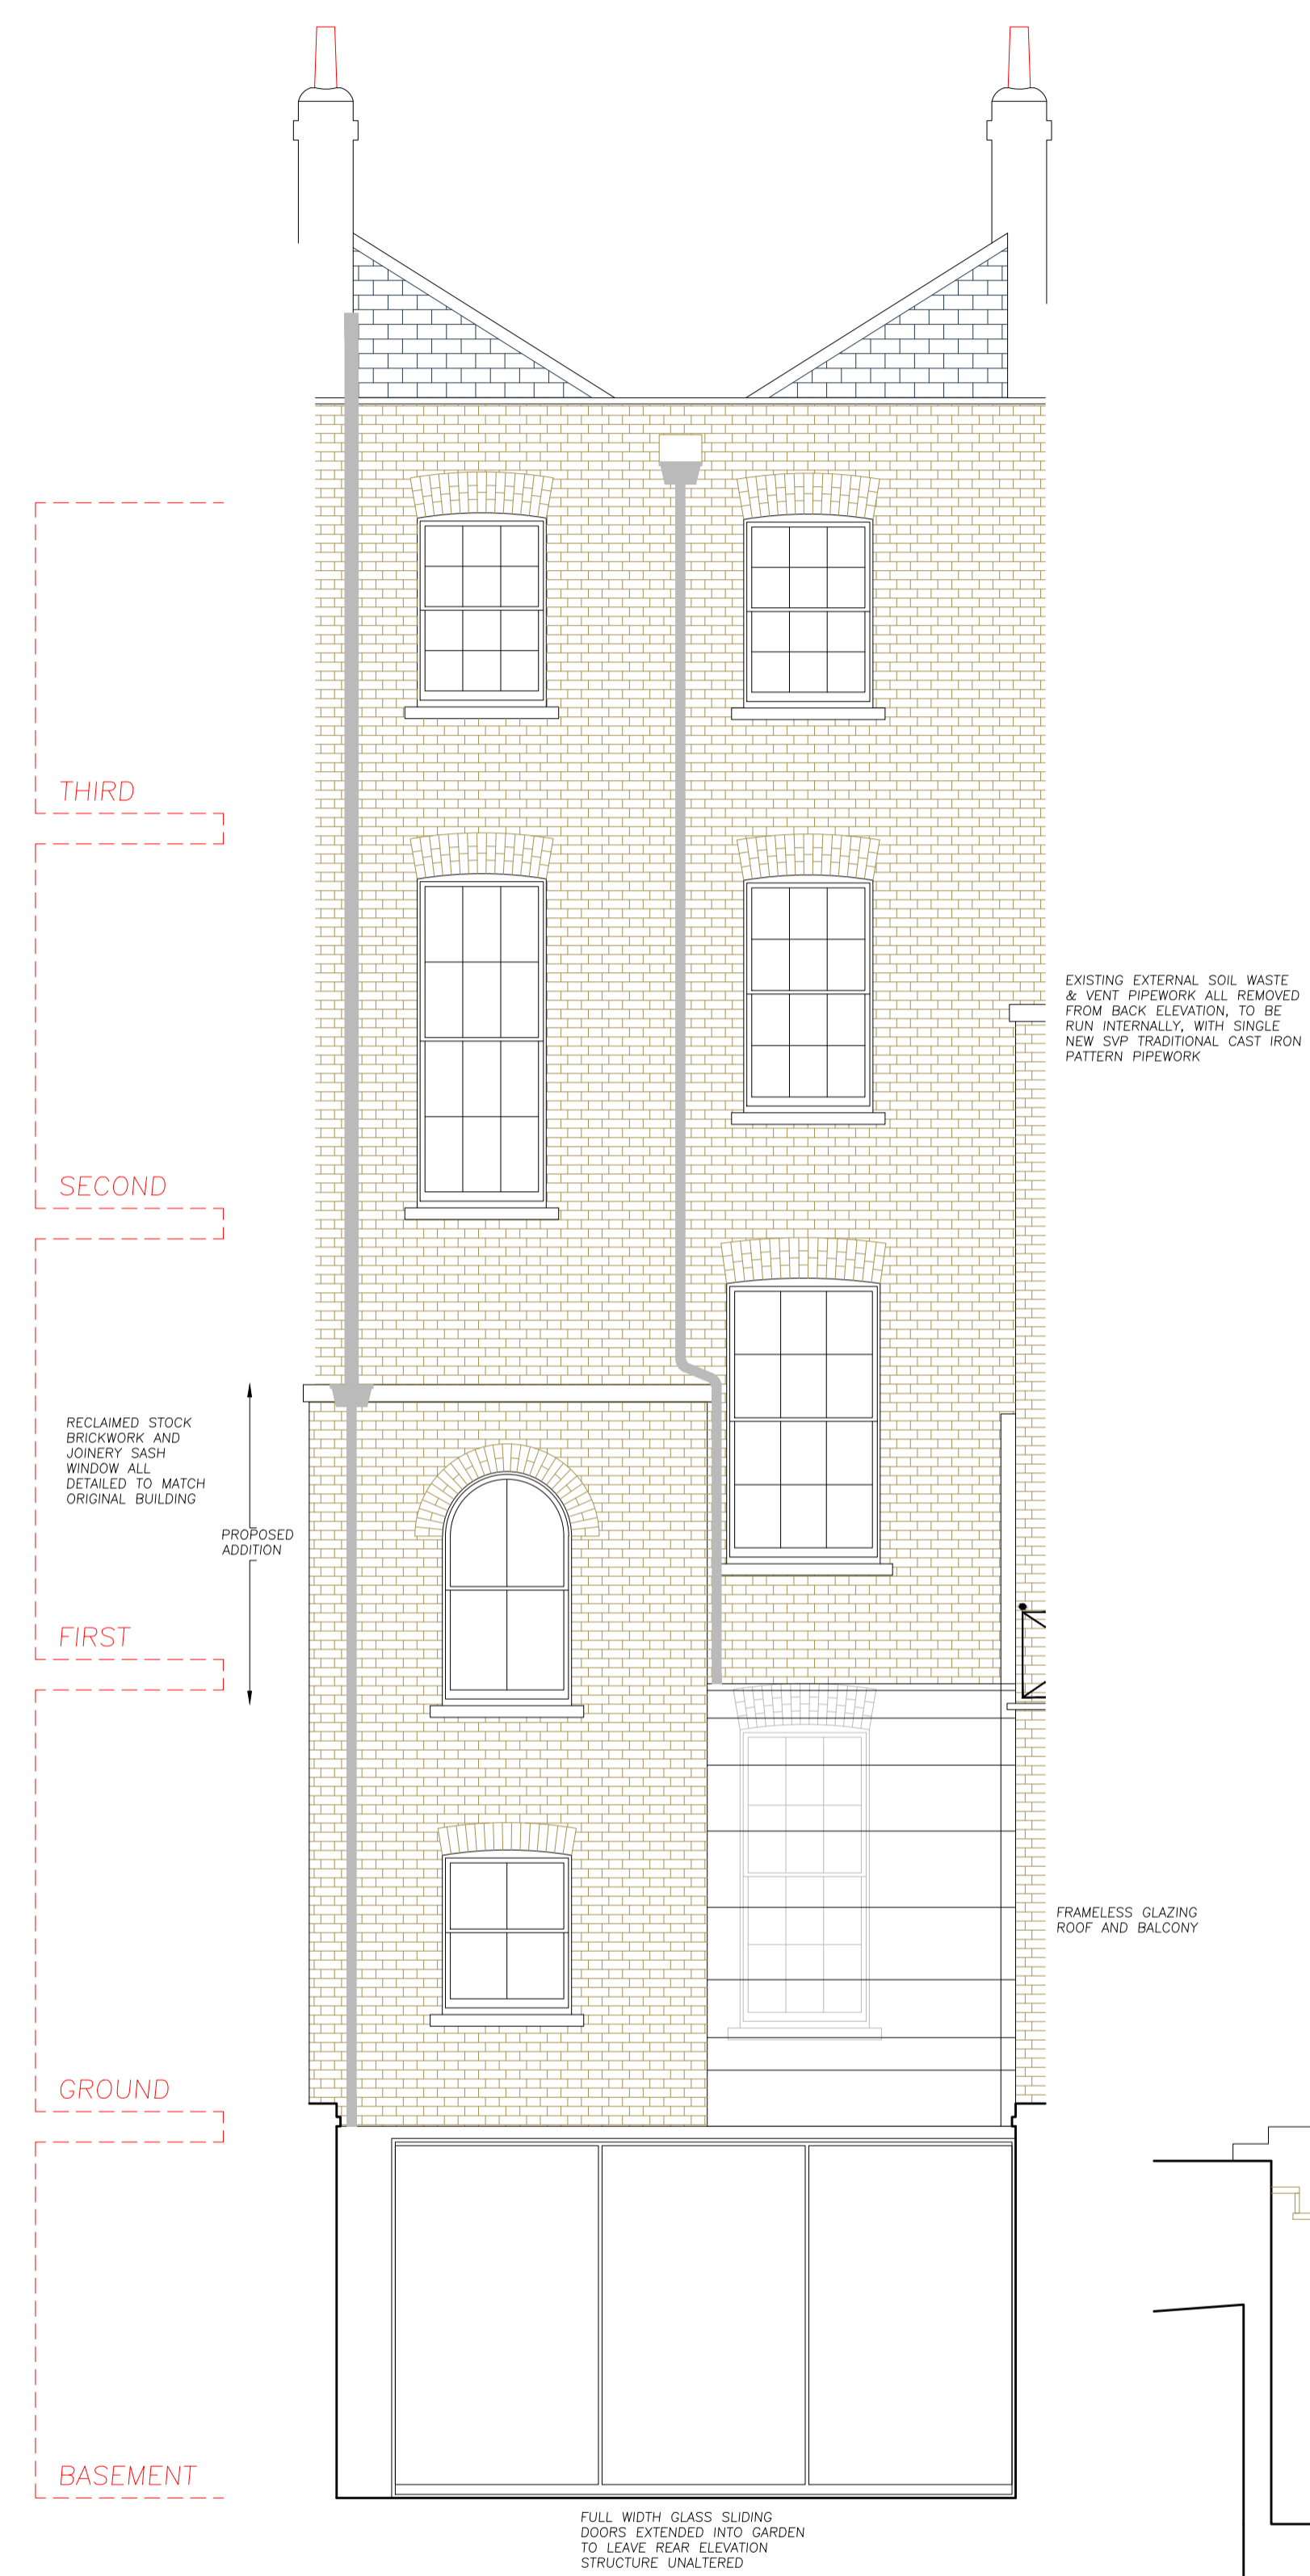 THIRD
EXISTING EXTERNAL SOIL WASTE
& VENT PIPEWORK ALL REMOVED
FROM BACK ELEVATION, TO BE
RUN INTERNALLY, WITH SINGLE
NEW SVP TRADITIONAL CAST IRON
PATTERN PIPEWORK
SECOND
RECLAIMED STOCK
BRICKWORK AND
JOINERY SASH
WINDOW ALL
DETAILED TO MATCH
ORIGINAL BUILDING
PROPOSED
ADDITION
FIRST
FRAMELESS GLAZING
ROOF AND BALCONY
GROUND
BASEMENT
FULL WIDTH GLASS SLIDING
DOORS EXTENDED INTO GARDEN
TO LEAVE REAR ELEVATION
STRUCTURE UNALTERED